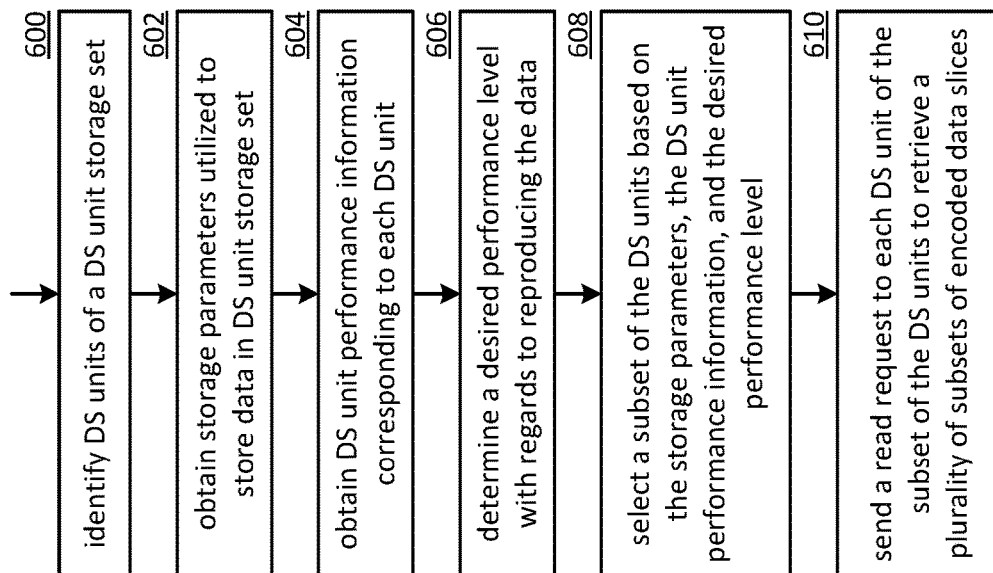 600
identify DS units of a DS unit storage set
602
obtain storage parameters utilized to
store data in DS unit storage set
604
obtain DS unit performance information
corresponding to each DS unit
606
determine a desired performance level
with regards to reproducing the data
608
select a subset of the DS units based on
the storage parameters, the DS unit
performance information, and the desired
performance level
610
send a read request to each DS unit of the
subset of the DS units to retrieve a
plurality of subsets of encoded data slices